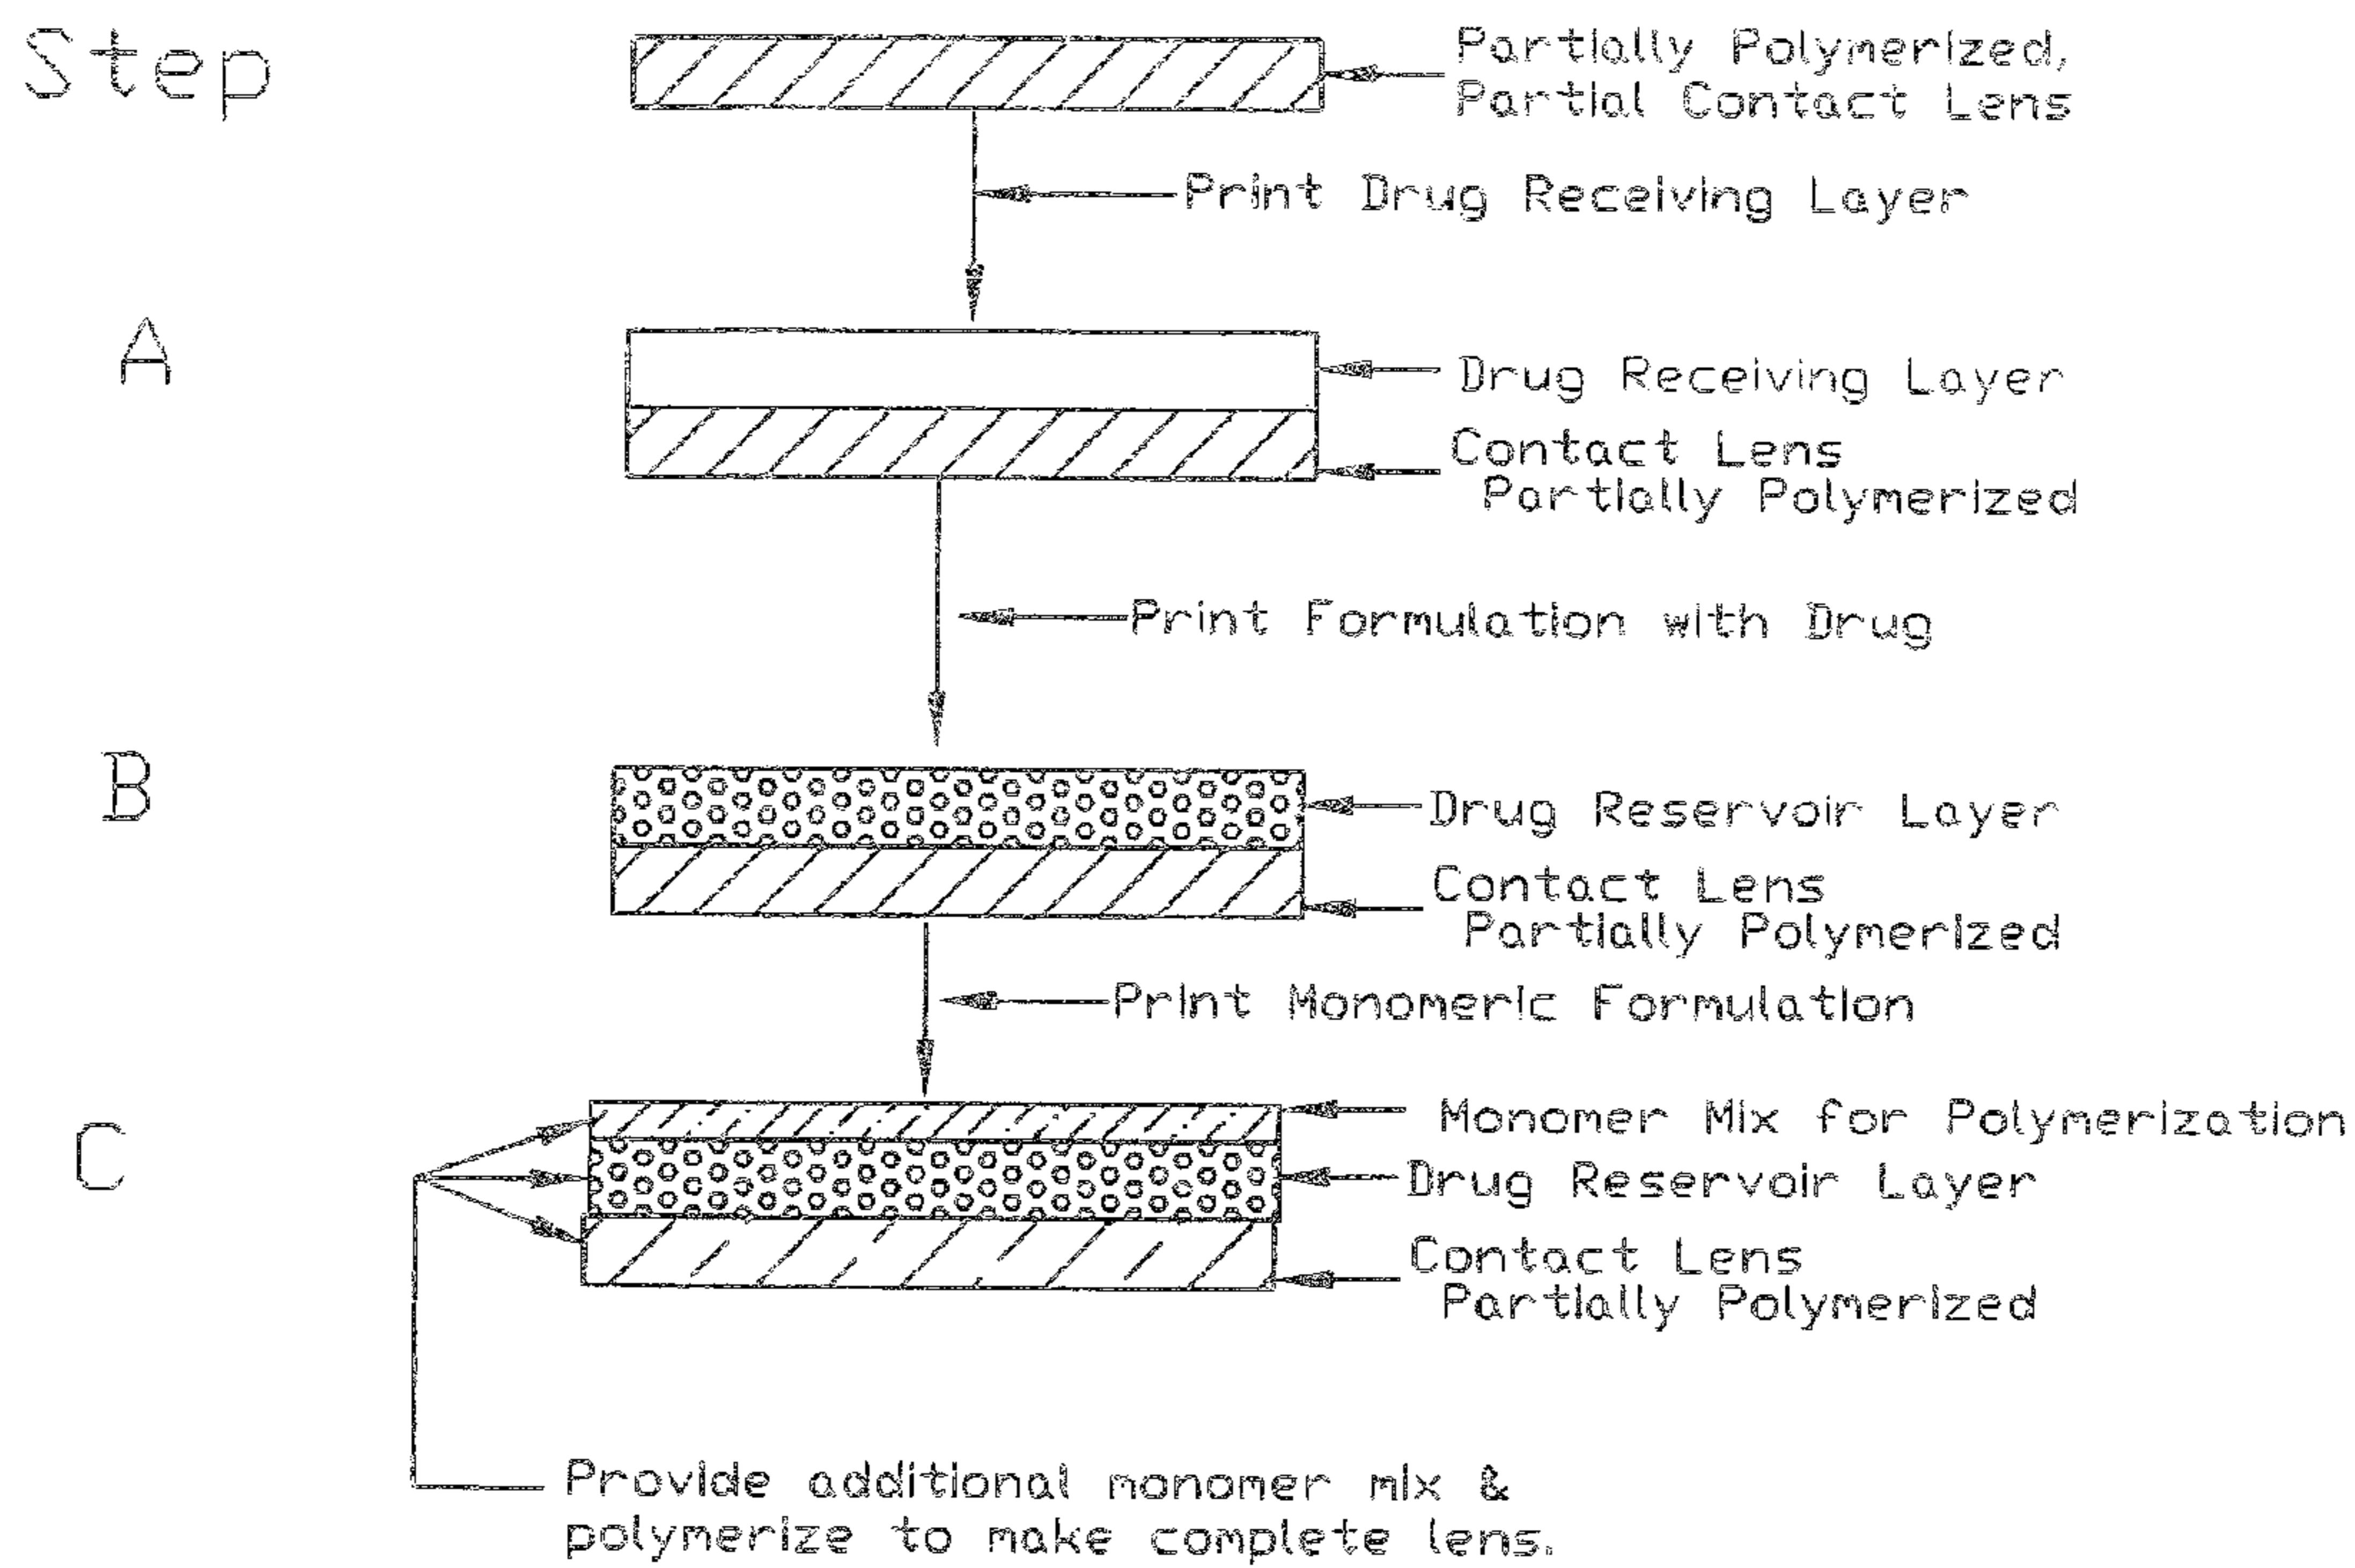 Step
Partially Polymerized,
Partial Contact Lens
Print Drug Receiving Layer
A
Drug Receiving Layer
Contact Lens
Partially Polymerized
Print Formulation with Drug
B
Drug Reservoir Layer
Contact Lens
Partially Polymerized
Print Monomeric Formulation
C
Monomer Mix for Polymerization
Drug Reservoir Layer
Contact Lens
Partially Polymerized
Provide additional monomer mix &
polymerize to make complete lens.